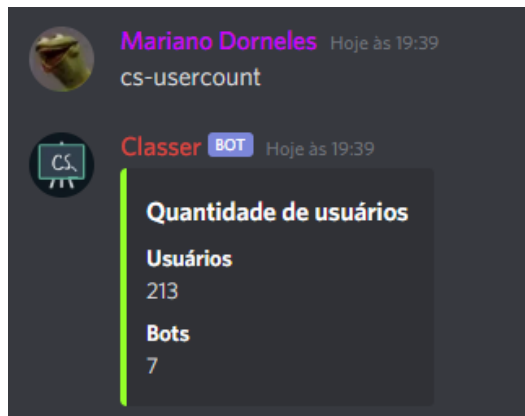 Mariano Dorneles Hoje às 19:39
cs-usercount
CS.
Classer BOT Hoje às 19:39
Quantidade de usuários
Usuários
213
Bots
7